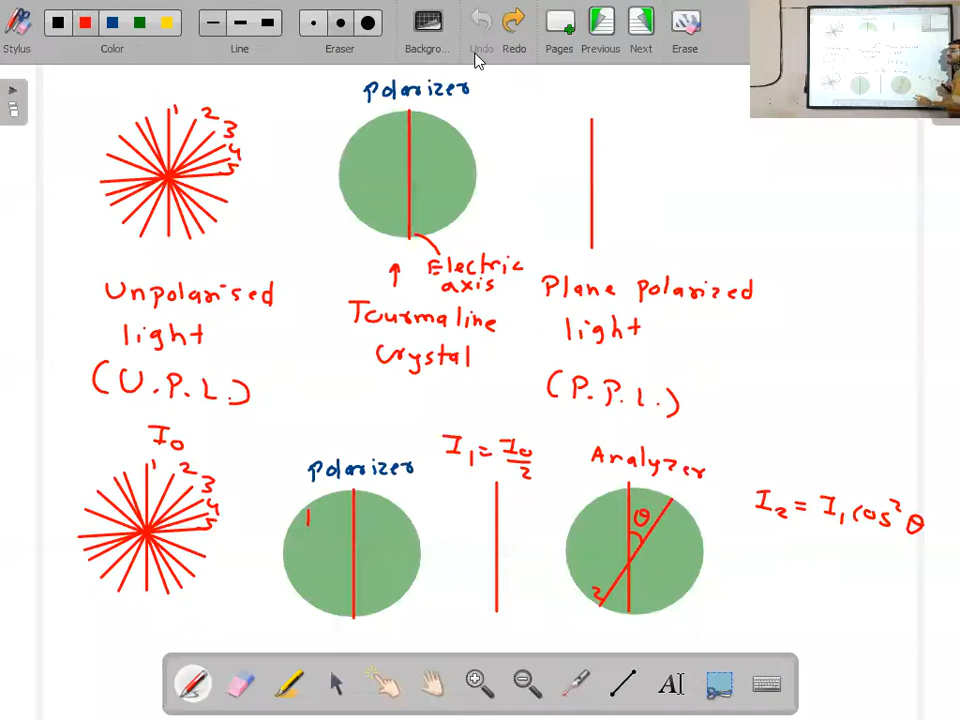 Stylus
Color
Line
Eraser
Backgro...
Undo
Redo
Pages
Previous
Next
Erase
Polarizer
1
2
3
4
5
Electric
axis
Unpolarised
light
(U.P.L.)
Tourmaline
crystal
Plane polarized
light
(P.P.L.)
I₀
1
2
3
4
5
Polarizer
1
I₁ = I₀/2
Analyzer
θ
2
I₂ = I₁ cos² θ
A